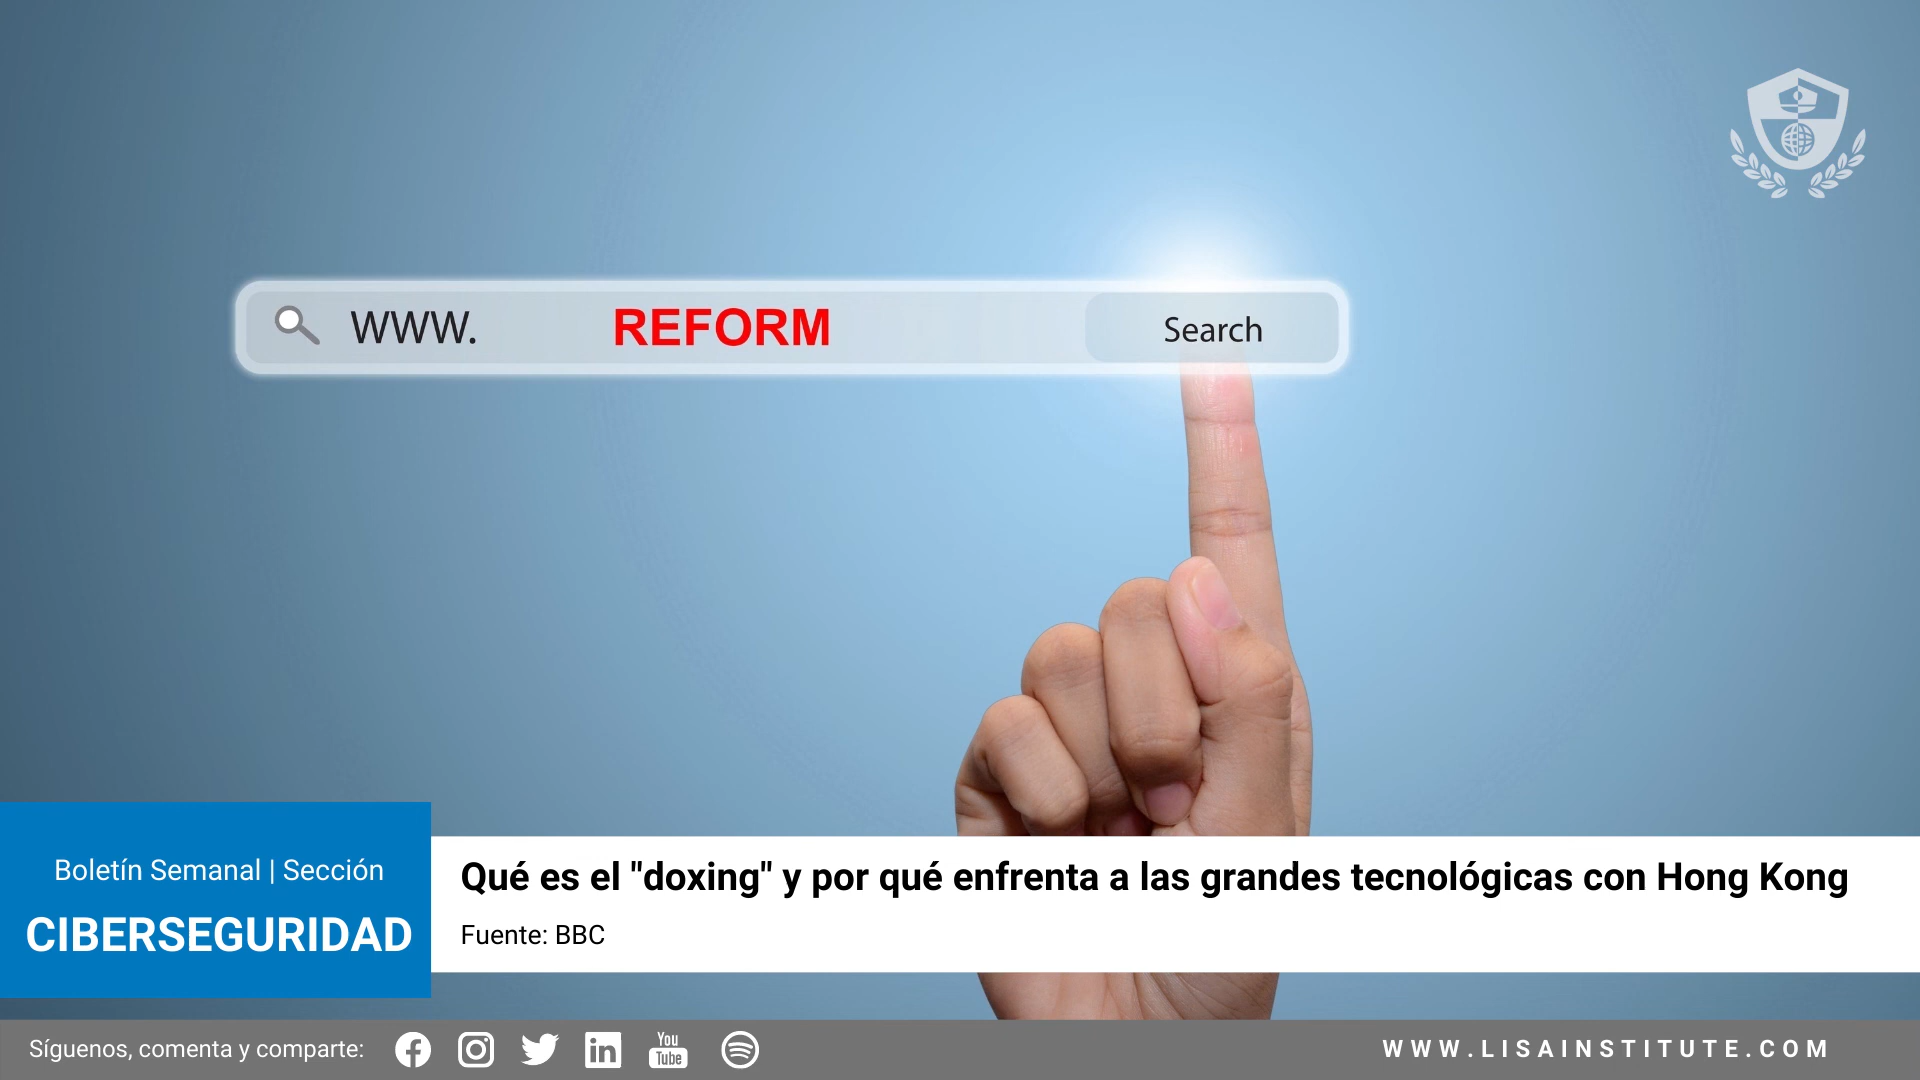 WWW. REFORM Search
Boletín Semanal | Sección
CIBERSEGURIDAD
Qué es el "doxing" y por qué enfrenta a las grandes tecnológicas con Hong Kong
Fuente: BBC
Síguenos, comenta y comparte: You Tube
WWW.LISAINSTITUTE.COM